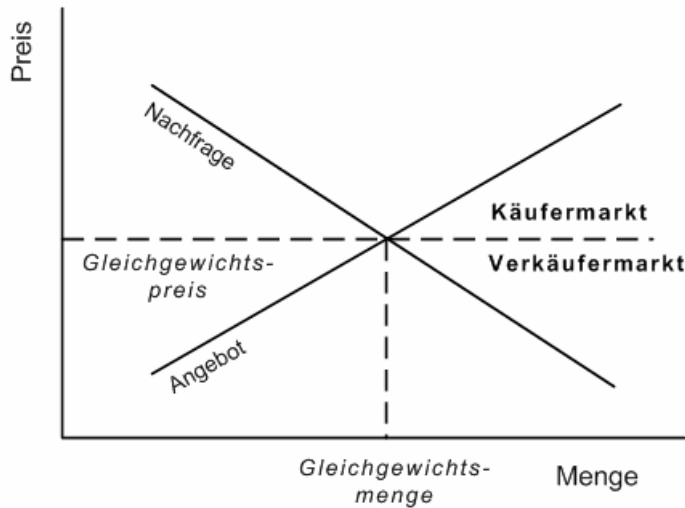 Preis
Nachfrage
Käufermarkt
Gleichgewichts-
preis
Verkäufermarkt
Angebot
Gleichgewichts-
menge
Menge